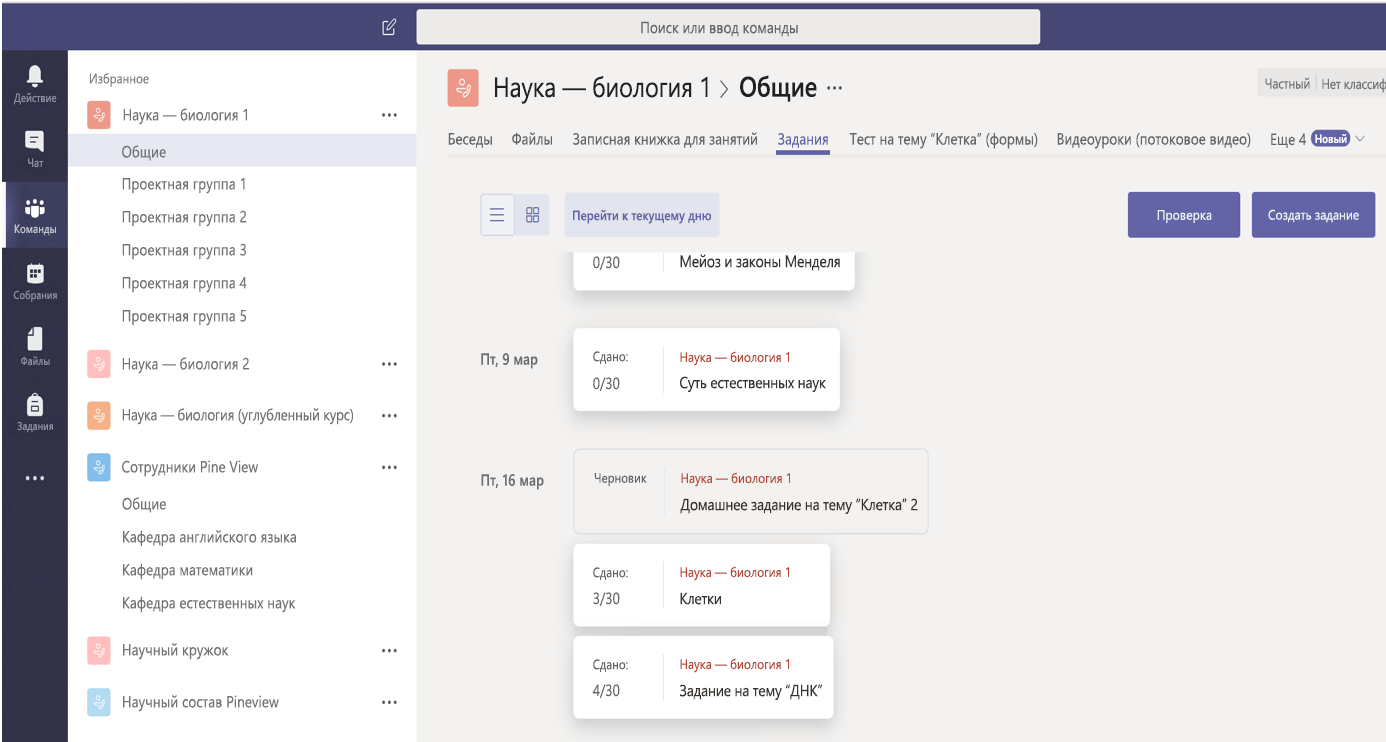 Поиск или ввод команды
Действие
Чат
Команды
Собрания
Файлы
Задания
Избранное
Наука — биология 1
Общие
Проектная группа 1
Проектная группа 2
Проектная группа 3
Проектная группа 4
Проектная группа 5
Наука — биология 2
Наука — биология (углубленный курс)
Сотрудники Pine View
Общие
Кафедра английского языка
Кафедра математики
Кафедра естественных наук
Научный кружок
Научный состав Pineview
Наука — биология 1 > Общие ···
Частный | Нет классиф
Беседы Файлы Записная книжка для занятий Задания Тест на тему “Клетка” (формы) Видеоуроки (потоковое видео) Еще 4 Новый
Перейти к текущему дню
Проверка
Создать задание
0/30 Мейоз и законы Менделя
Пт, 9 мар
Сдано: Наука — биология 1
0/30 Суть естественных наук
Пт, 16 мар
Черновик Наука — биология 1
Домашнее задание на тему “Клетка” 2
Сдано: Наука — биология 1
3/30 Клетки
Сдано: Наука — биология 1
4/30 Задание на тему “ДНК”